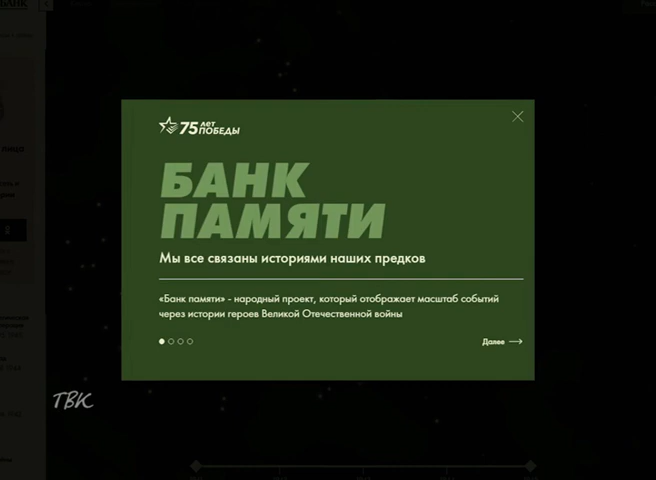 БАНК
75 лет
ПОБЕДЫ
БАНК
ПАМЯТИ
Мы все связаны историями наших предков
«Банк памяти» - народный проект, который отображает масштаб событий
через истории героев Великой Отечественной войны
Далее
ТВК